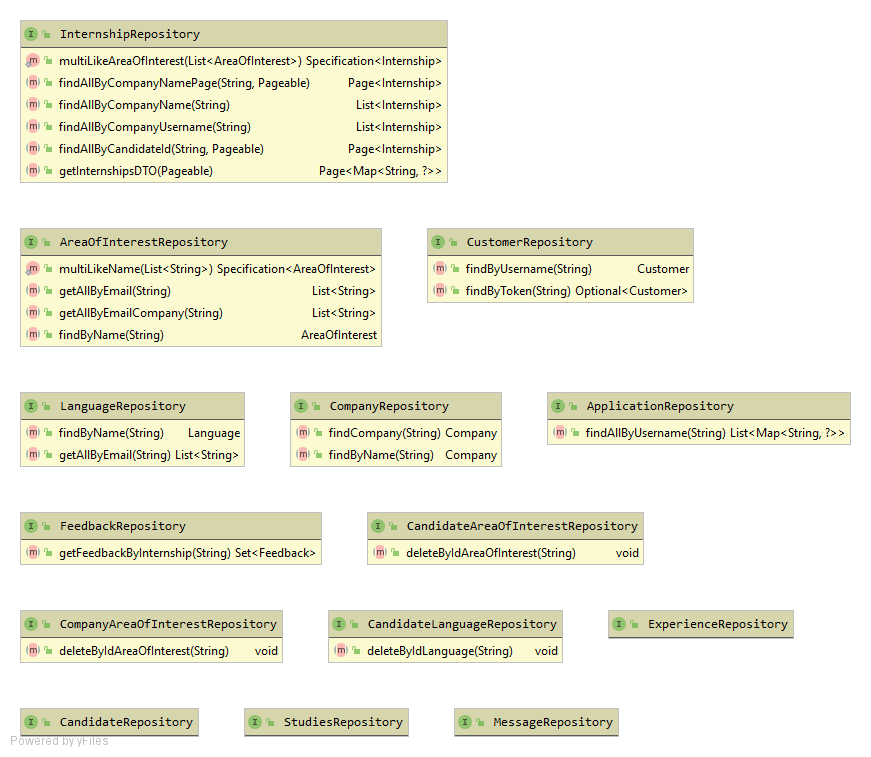 InternshipRepository
multiLikeAreaOfInterest(List<AreaOfInterest>) Specification<Internship>
findAllByCompanyNamePage(String, Pageable) Page<Internship>
findAllByCompanyName(String) List<Internship>
findAllByCompanyUsername(String) List<Internship>
findAllByCandidateId(String, Pageable) Page<Internship>
getInternshipsDTO(Pageable) Page<Map<String, ?>>
AreaOfInterestRepository
multiLikeName(List<String>) Specification<AreaOfInterest>
getAllByEmail(String) List<String>
getAllByEmailCompany(String) List<String>
findByName(String) AreaOfInterest
CustomerRepository
findByUsername(String) Customer
findByToken(String) Optional<Customer>
LanguageRepository
findByName(String) Language
getAllByEmail(String) List<String>
CompanyRepository
findCompany(String) Company
findByName(String) Company
ApplicationRepository
findAllByUsername(String) List<Map<String, ?>>
FeedbackRepository
getFeedbackByInternship(String) Set<Feedback>
CandidateAreaOfInterestRepository
deleteByIdAreaOfInterest(String) void
CompanyAreaOfInterestRepository
deleteByIdAreaOfInterest(String) void
CandidateLanguageRepository
deleteByIdLanguage(String) void
ExperienceRepository
CandidateRepository
StudiesRepository
MessageRepository
Powered by yFiles